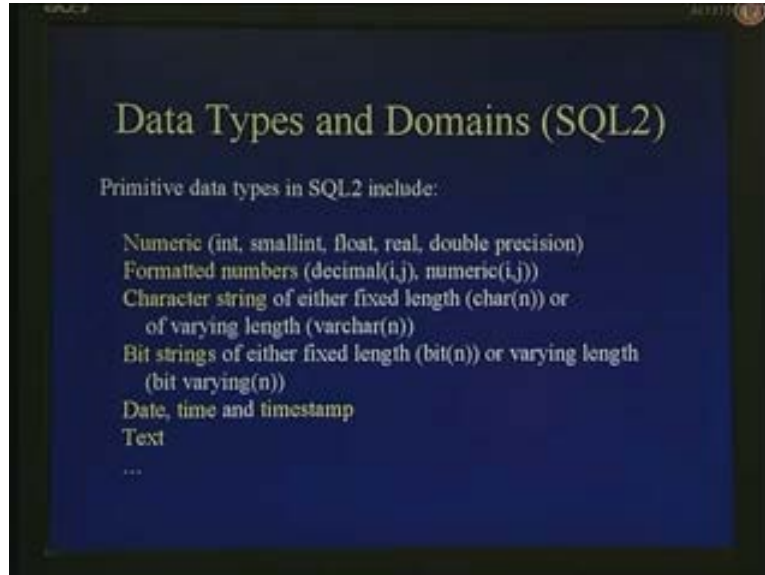 Data Types and Domains (SQL2)
Primitive data types in SQL2 include:
Numeric (int, smallint, float, real, double precision)
Formatted numbers (decimal(i,j), numeric(i,j))
Character string of either fixed length (char(n)) or
of varying length (varchar(n))
Bit strings of either fixed length (bit(n)) or varying length
(bit varying(n))
Date, time and timestamp
Text
...